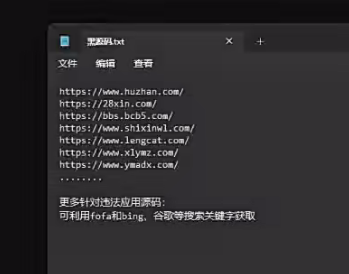 黑源码.txt
文件 编辑 查看
https://www.huzhan.com/
https://28xin.com/
https://bbs.bcb5.com/
https://www.shixinwl.com/
https://www.lengcat.com/
https://www.xlymz.com/
https://www.ymadx.com/
........
更多针对违法应用源码：
可利用fofa和bing、谷歌等搜索关键字获取